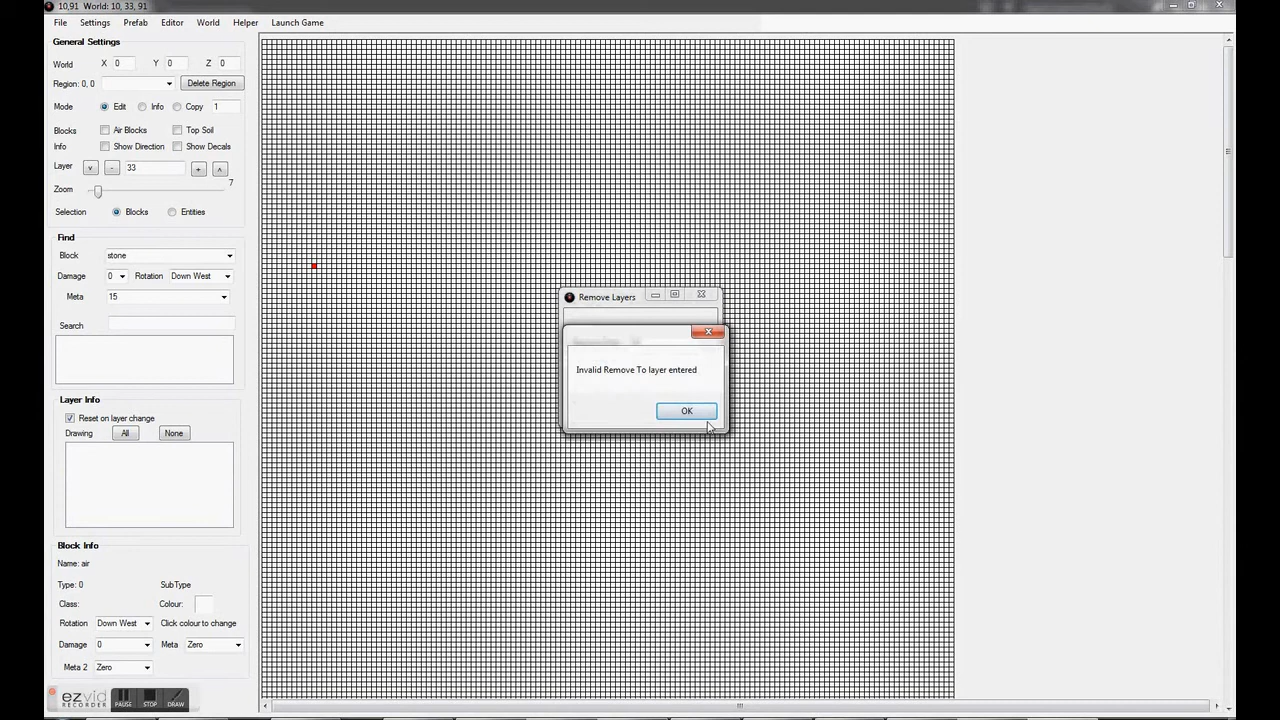 10,91 World: 10, 33, 91
File Settings Prefab Editor World Helper Launch Game
General Settings
World X 0 Y 0 Z 0
Region: 0, 0 Delete Region
Mode Edit Info Copy 1
Blocks Air Blocks Top Soil
Info Show Direction Show Decals
Layer v - 33 + ^
Zoom 7
Selection Blocks Entities
Find
Block stone
Damage 0 Rotation Down West
Meta 15
Search
Remove Layers
Invalid Remove To layer entered
OK
Layer Info
Reset on layer change
Drawing All None
Block Info
Name: air
Type: 0 SubType
Class: Colour:
Rotation Down West Click colour to change
Damage 0 Meta Zero
Meta 2 Zero
ezvid
RECORDER
PAUSE STOP DRAW